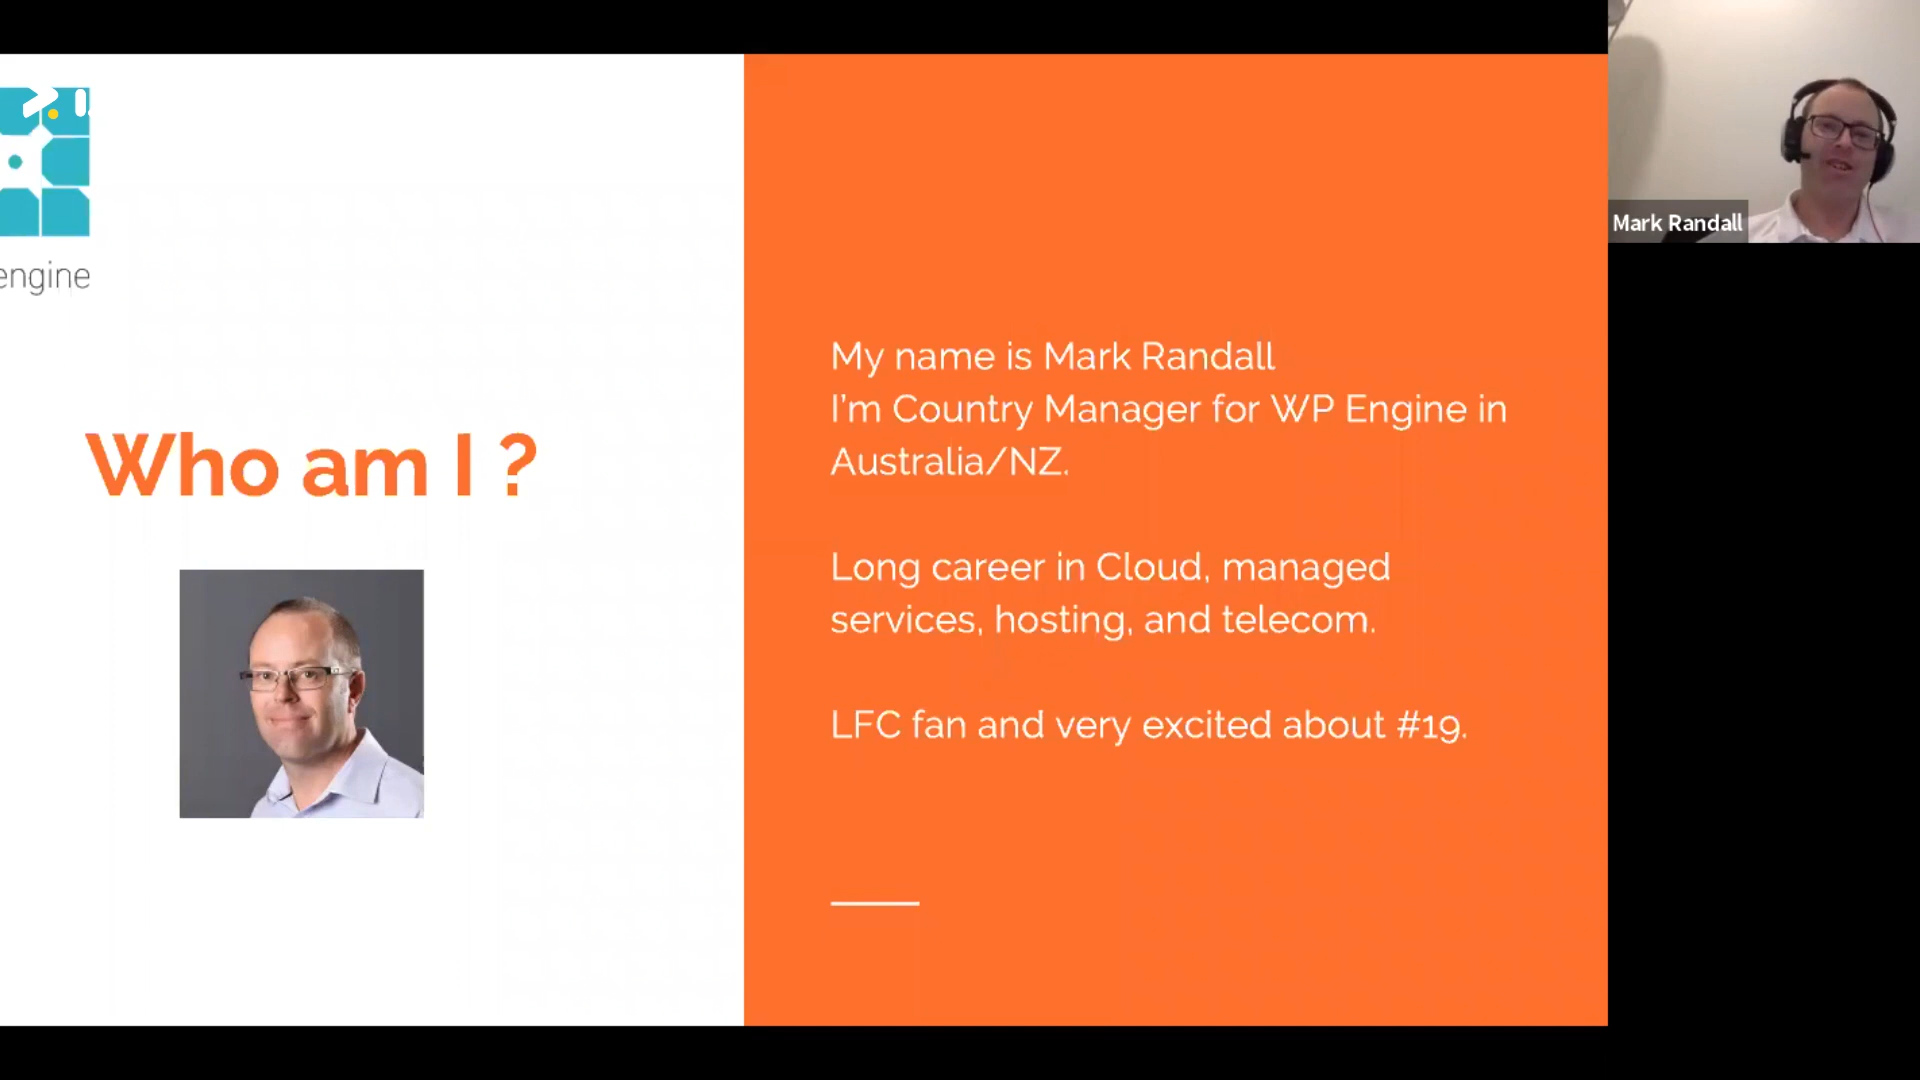 engine
Who am I ?
My name is Mark Randall
I'm Country Manager for WP Engine in
Australia/NZ.
Long career in Cloud, managed
services, hosting, and telecom.
LFC fan and very excited about #19.
Mark Randall